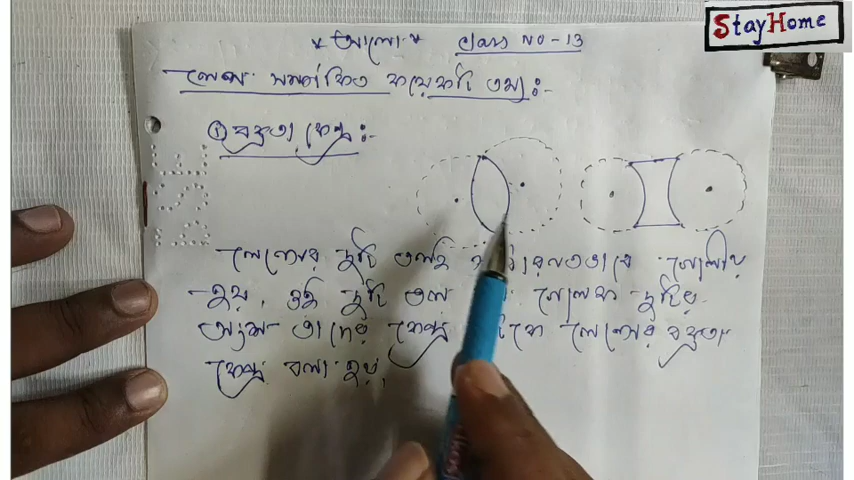 StayHome
* আলো * Class NO - 13
লেন্স সম্পর্কিত কয়েকটি তথ্য :-
① বক্রতা কেন্দ্র :-
লেন্সের দুটি তলই গোলীয়
হয়, এই দুটি তল যে গোলক দুটির
অংশ তাদের কেন্দ্র লেন্সের বক্রতা
কেন্দ্র বলা হয়,